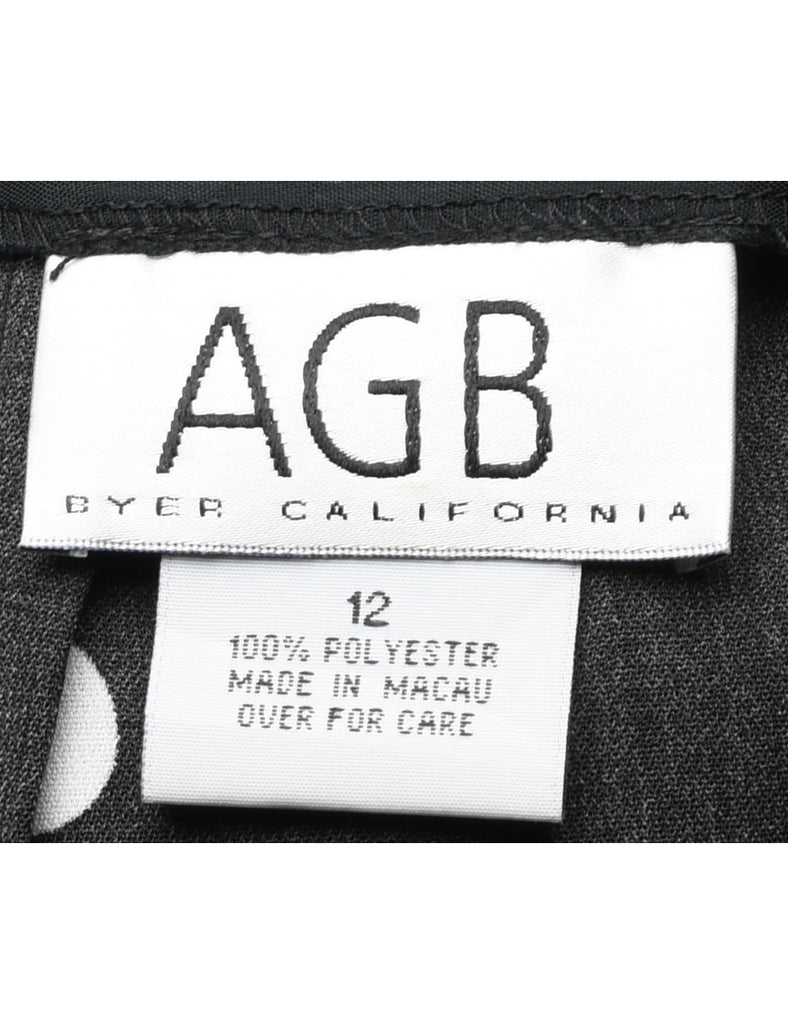 AGB
BYER CALIFORNIA
12
100% POLYESTER
MADE IN MACAU
OVER FOR CARE